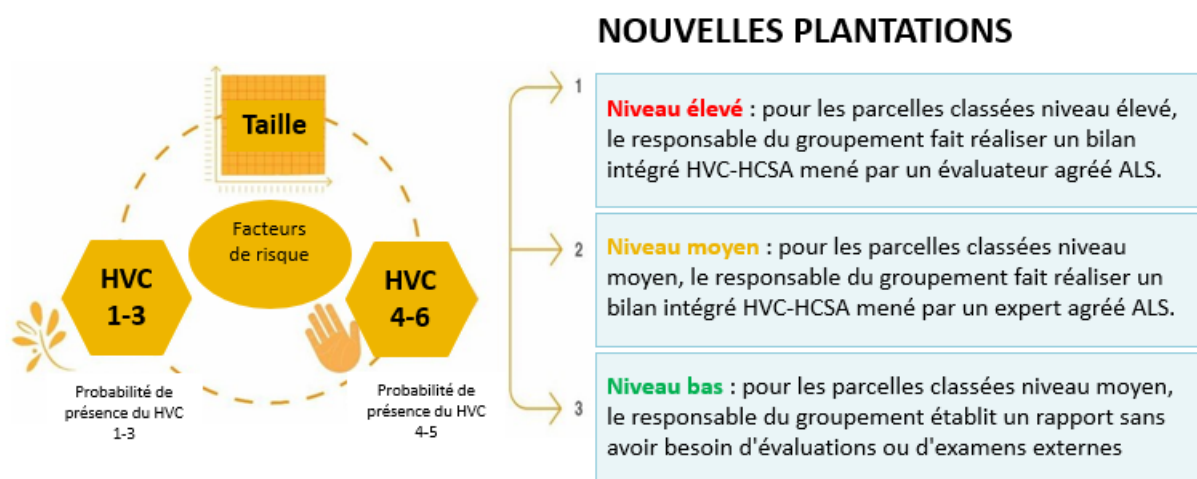 NOUVELLES PLANTATIONS
Taille
Facteurs
de risque
HVC
1-3
HVC
4-6
Probabilité de
présence du HVC
1-3
Probabilité de
présence du HVC
4-5
1
Niveau élevé : pour les parcelles classées niveau élevé,
le responsable du groupement fait réaliser un bilan
intégré HVC-HCSA mené par un évaluateur agréé ALS.
2
Niveau moyen : pour les parcelles classées niveau
moyen, le responsable du groupement fait réaliser un
bilan intégré HVC-HCSA mené par un expert agréé ALS.
3
Niveau bas : pour les parcelles classées niveau moyen,
le responsable du groupement établit un rapport sans
avoir besoin d'évaluations ou d'examens externes